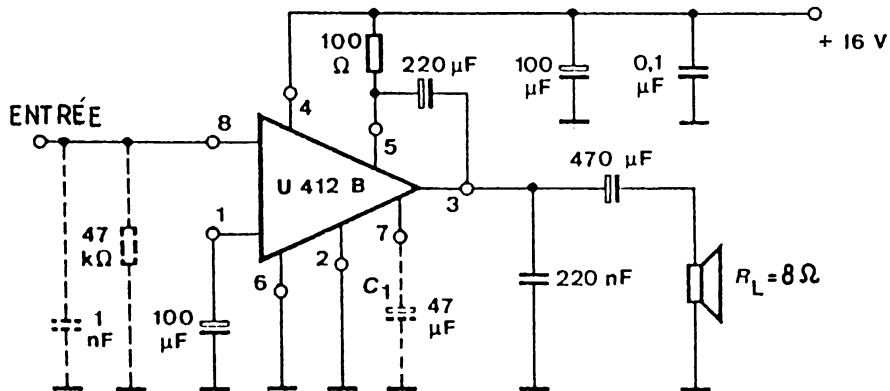 + 16 V
100
Ω
220 µF
100
µF
0,1
µF
4
5
ENTRÉE
8
U 412 B
3
470 µF
1
7
47
kΩ
6
2
C1
1
nF
100
µF
47
µF
220 nF
RL = 8 Ω